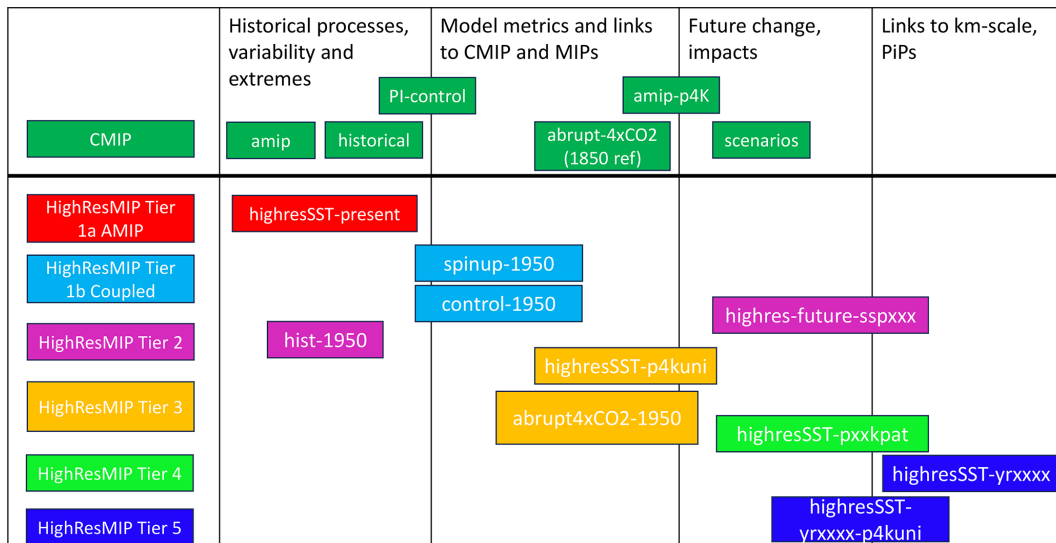 Historical processes,
variability and
extremes
Model metrics and links
to CMIP and MIPs
Future change,
impacts
Links to km-scale,
PiPs
PI-control
amip-p4K
CMIP
amip
historical
abrupt-4xCO2
(1850 ref)
scenarios
HighResMIP Tier
1a AMIP
highresSST-present
HighResMIP Tier
1b Coupled
spinup-1950
control-1950
highres-future-sspxxx
HighResMIP Tier 2
hist-1950
highresSST-p4kuni
HighResMIP Tier 3
abrupt4xCO2-1950
highresSST-pxxkpat
HighResMIP Tier 4
highresSST-yrxxxx
HighResMIP Tier 5
highresSST-
yrxxxx-p4kuni